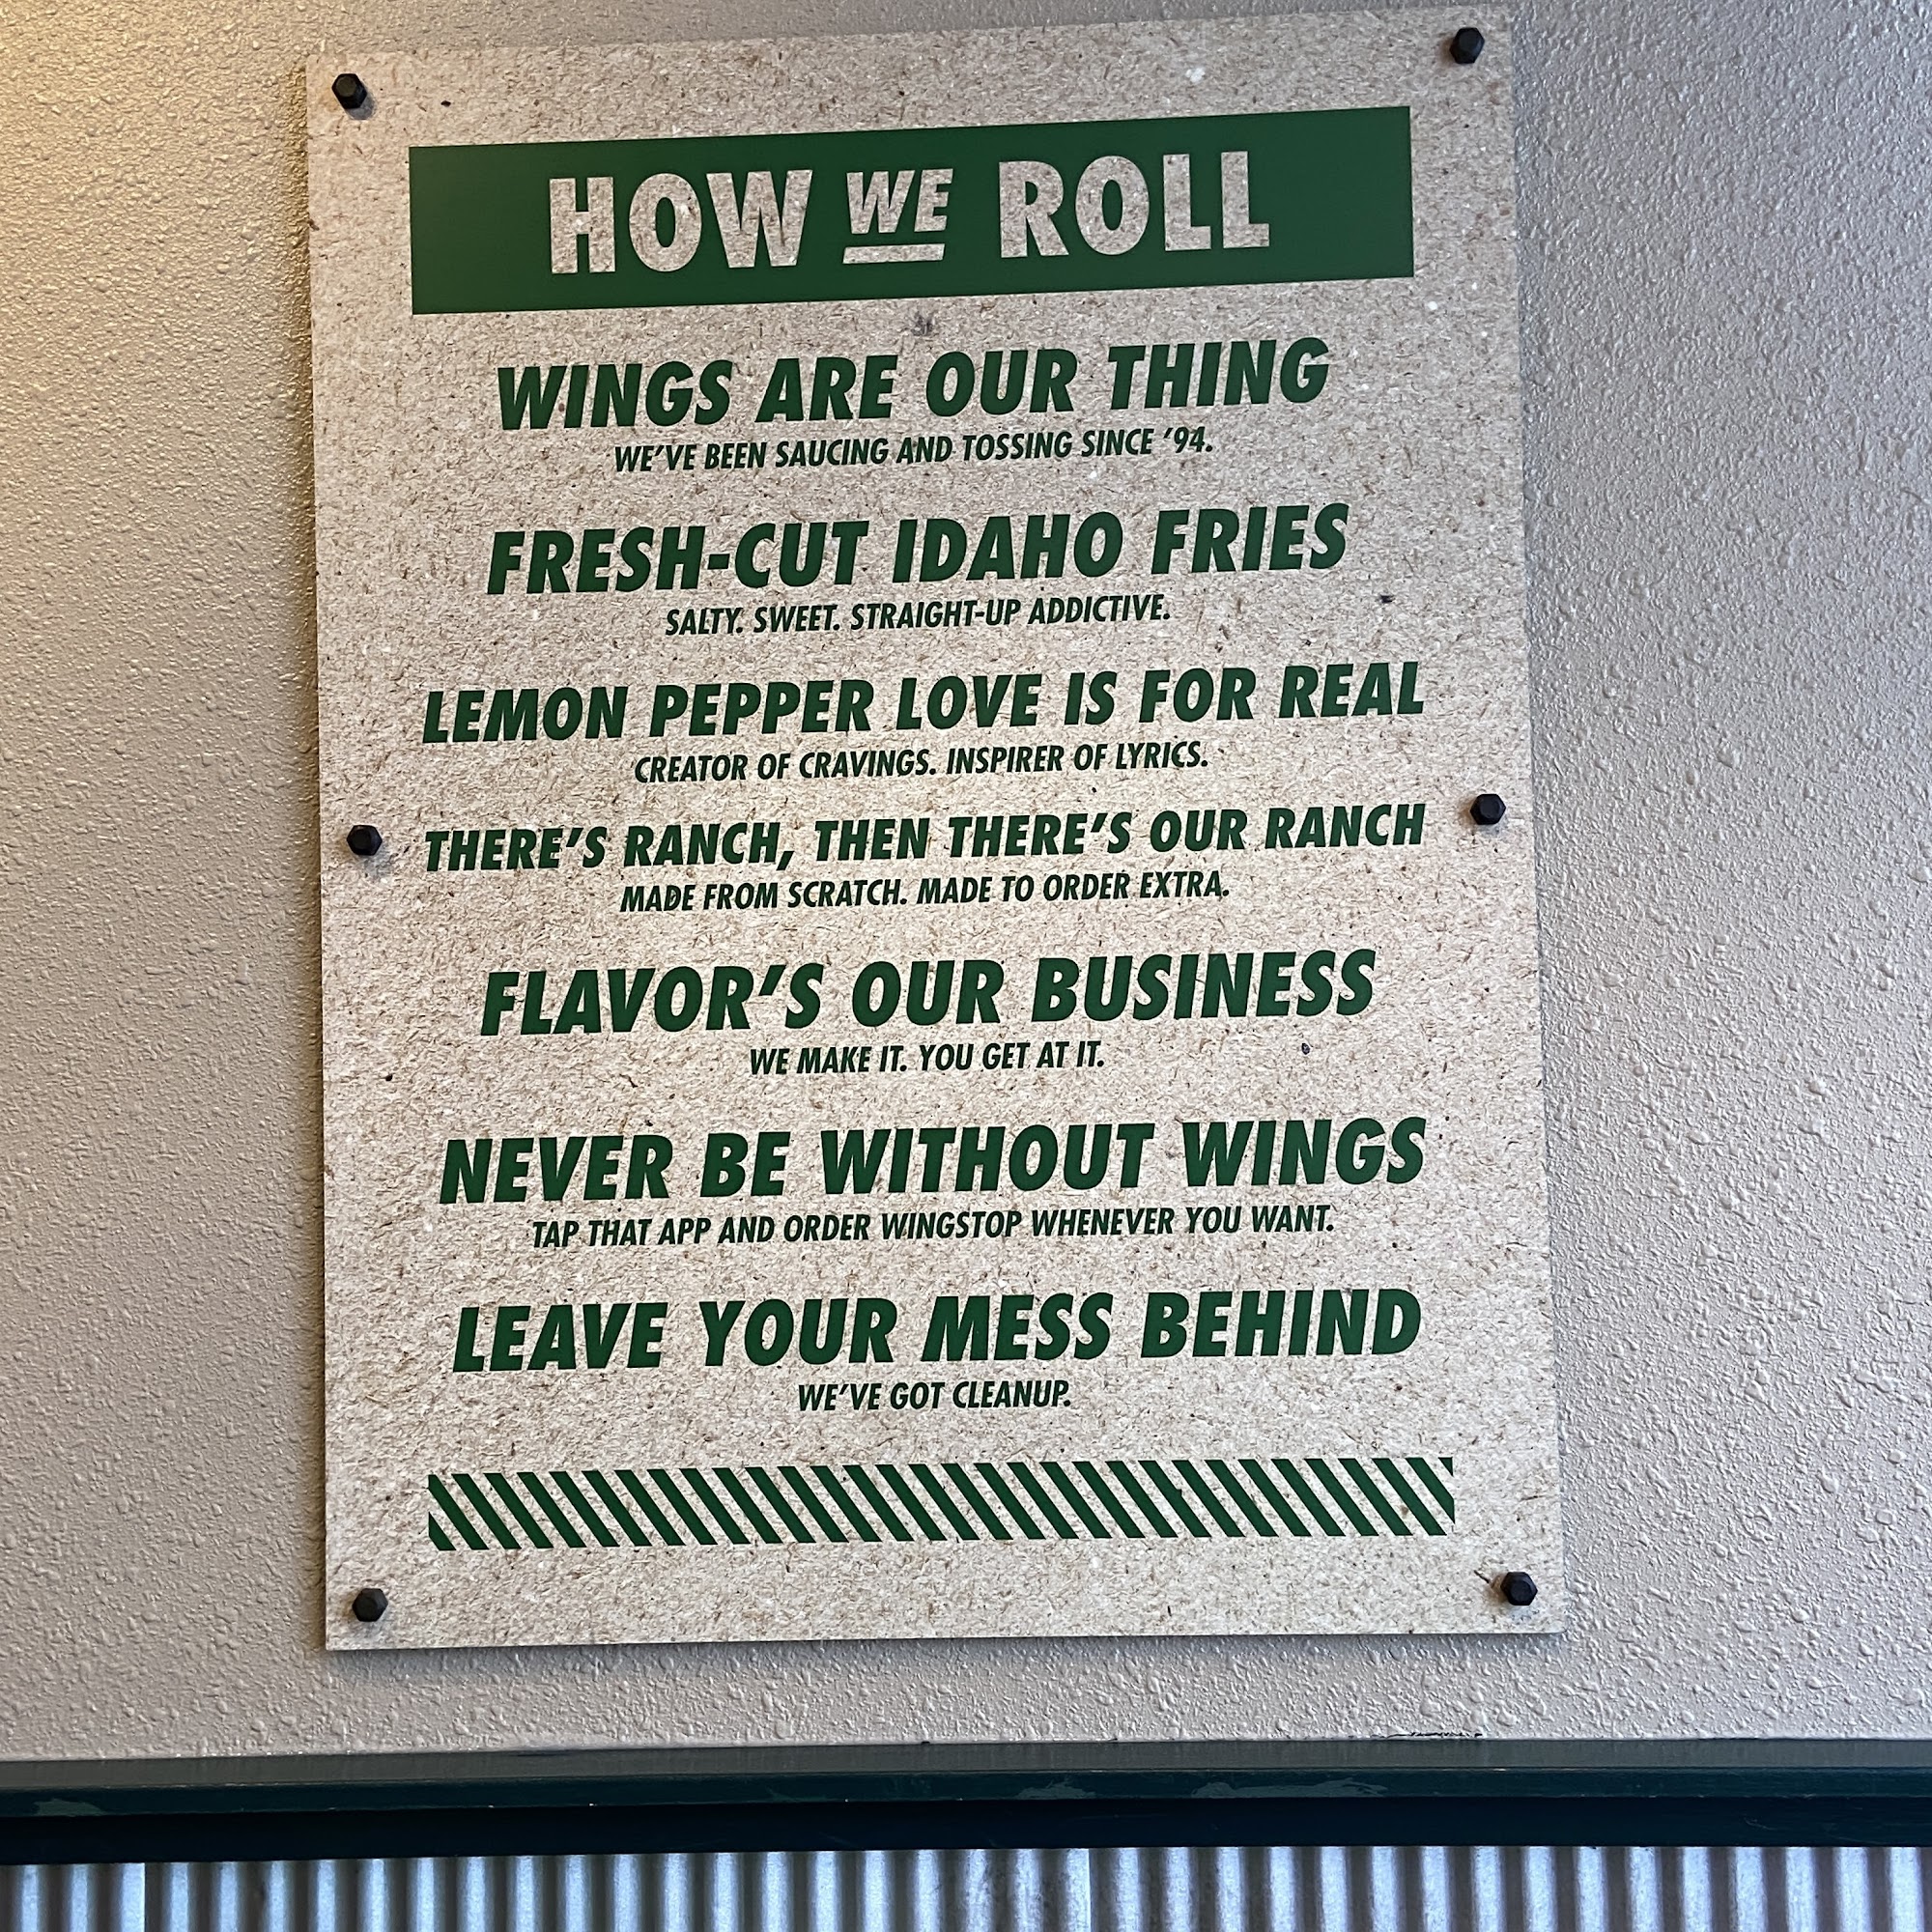 HOW WE ROLL
WINGS ARE OUR THING
WE'VE BEEN SAUCING AND TOSSING SINCE '94.
FRESH-CUT IDAHO FRIES
SALTY. SWEET. STRAIGHT-UP ADDICTIVE.
LEMON PEPPER LOVE IS FOR REAL
CREATOR OF CRAVINGS. INSPIRER OF LYRICS.
THERE'S RANCH, THEN THERE'S OUR RANCH
MADE FROM SCRATCH. MADE TO ORDER EXTRA.
FLAVOR'S OUR BUSINESS
WE MAKE IT. YOU GET AT IT.
NEVER BE WITHOUT WINGS
TAP THAT APP AND ORDER WINGSTOP WHENEVER YOU WANT.
LEAVE YOUR MESS BEHIND
WE'VE GOT CLEANUP.